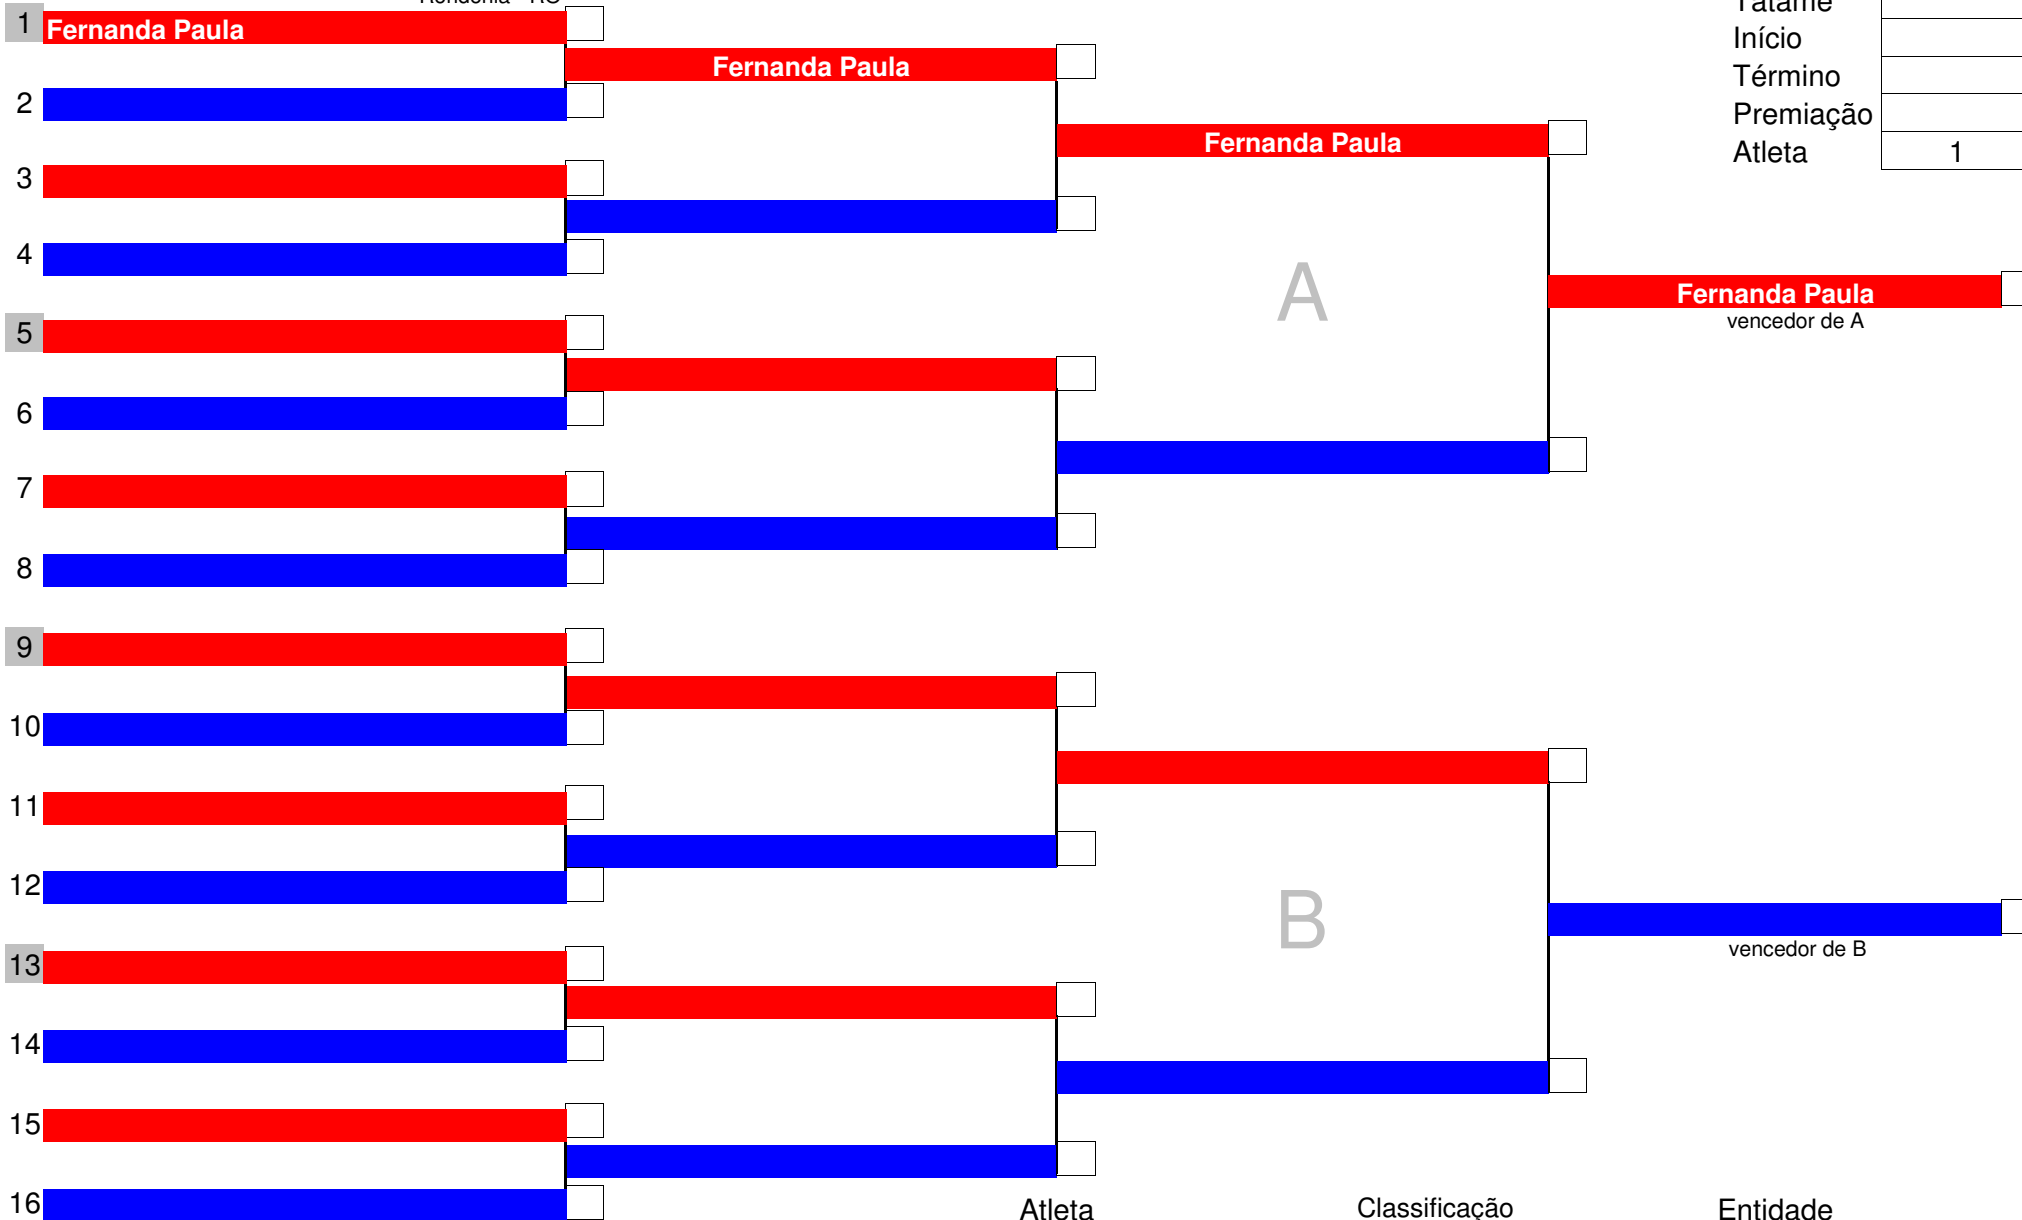 1 Fernanda Paula
Fernanda Paula
2
Fernanda Paula
3
4
5
6
7
8
9
10
11
12
13
14
15
16
A
Fernanda Paula
vencedor de A
B
vencedor de B
Tatame
Início
Término
Premiação
Atleta 1
Atleta Classificação Entidade